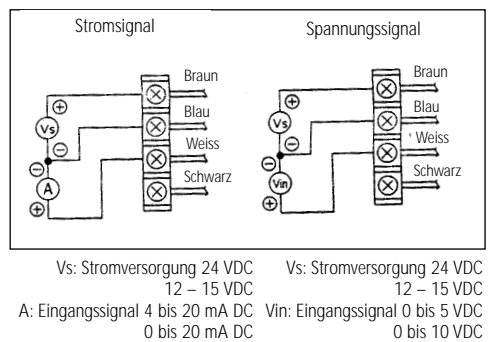 Stromsignal
Braun
Blau
Weiss
Schwarz
Vs
A
Spannungssignal
Braun
Blau
Weiss
Schwarz
Vs
Vin
Vs: Stromversorgung 24 VDC
12 – 15 VDC
A: Eingangssignal 4 bis 20 mA DC
0 bis 20 mA DC
Vs: Stromversorgung 24 VDC
12 – 15 VDC
Vin: Eingangssignal 0 bis 5 VDC
0 bis 10 VDC